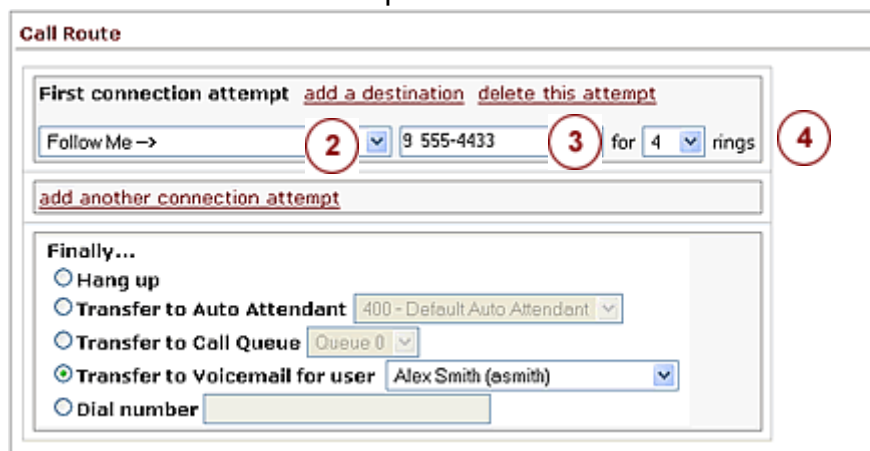 Call Route
First connection attempt add a destination delete this attempt
Follow Me --> 2 9 555-4433 3 for 4 rings 4
add another connection attempt
Finally...
Hang up
Transfer to Auto Attendant 400 - Default Auto Attendant
Transfer to Call Queue Queue 0
Transfer to Voicemail for user Alex Smith (asmith)
Dial number